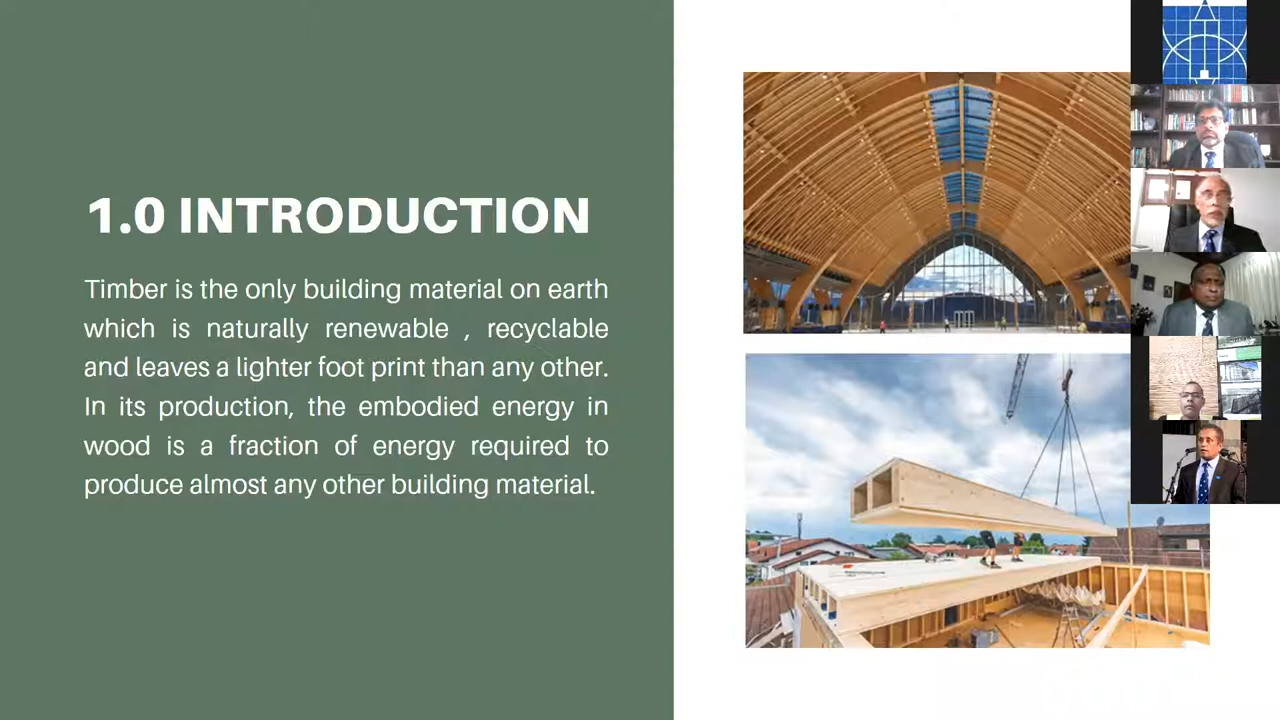 1.0 INTRODUCTION
Timber is the only building material on earth
which is naturally renewable , recyclable
and leaves a lighter foot print than any other.
In its production, the embodied energy in
wood is a fraction of energy required to
produce almost any other building material.